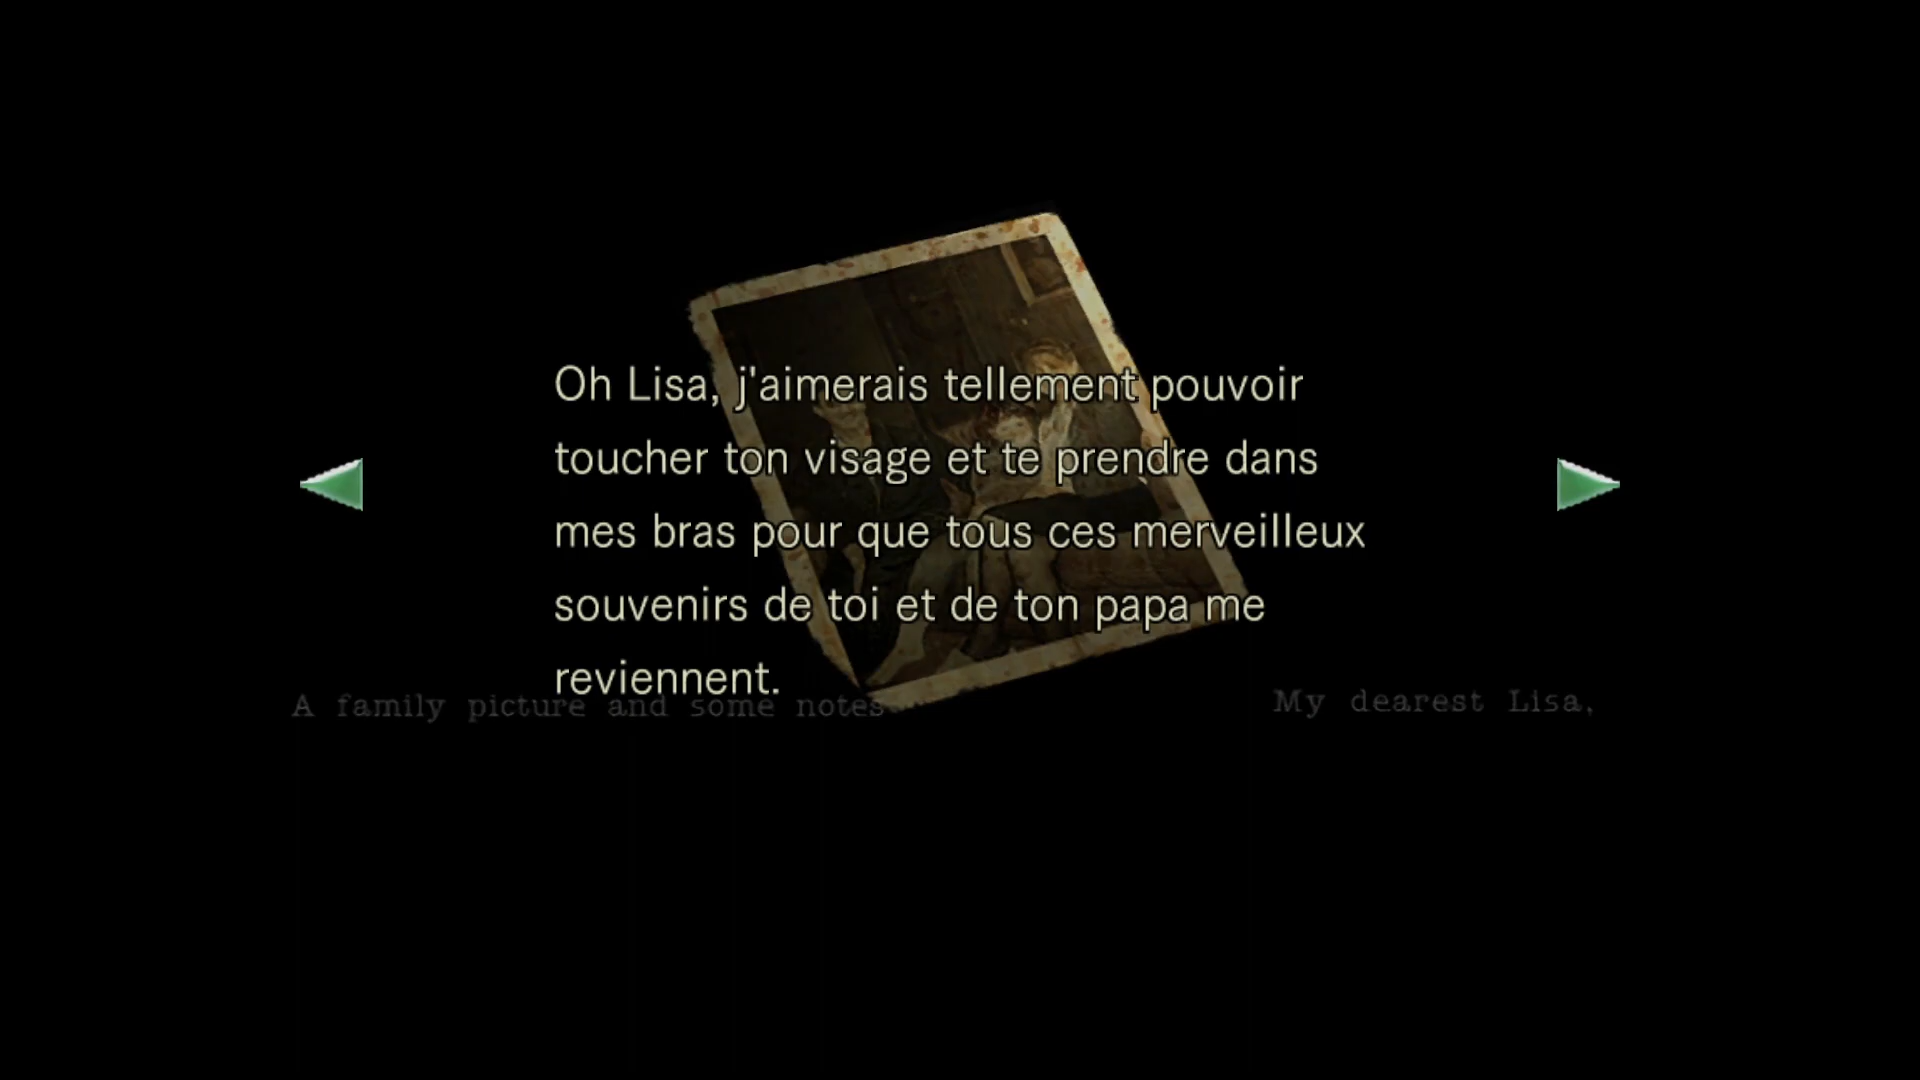 Oh Lisa, j'aimerais tellement pouvoir
toucher ton visage et te prendre dans
mes bras pour que tous ces merveilleux
souvenirs de toi et de ton papa me
reviennent.
A family picture and some notes
My dearest Lisa,